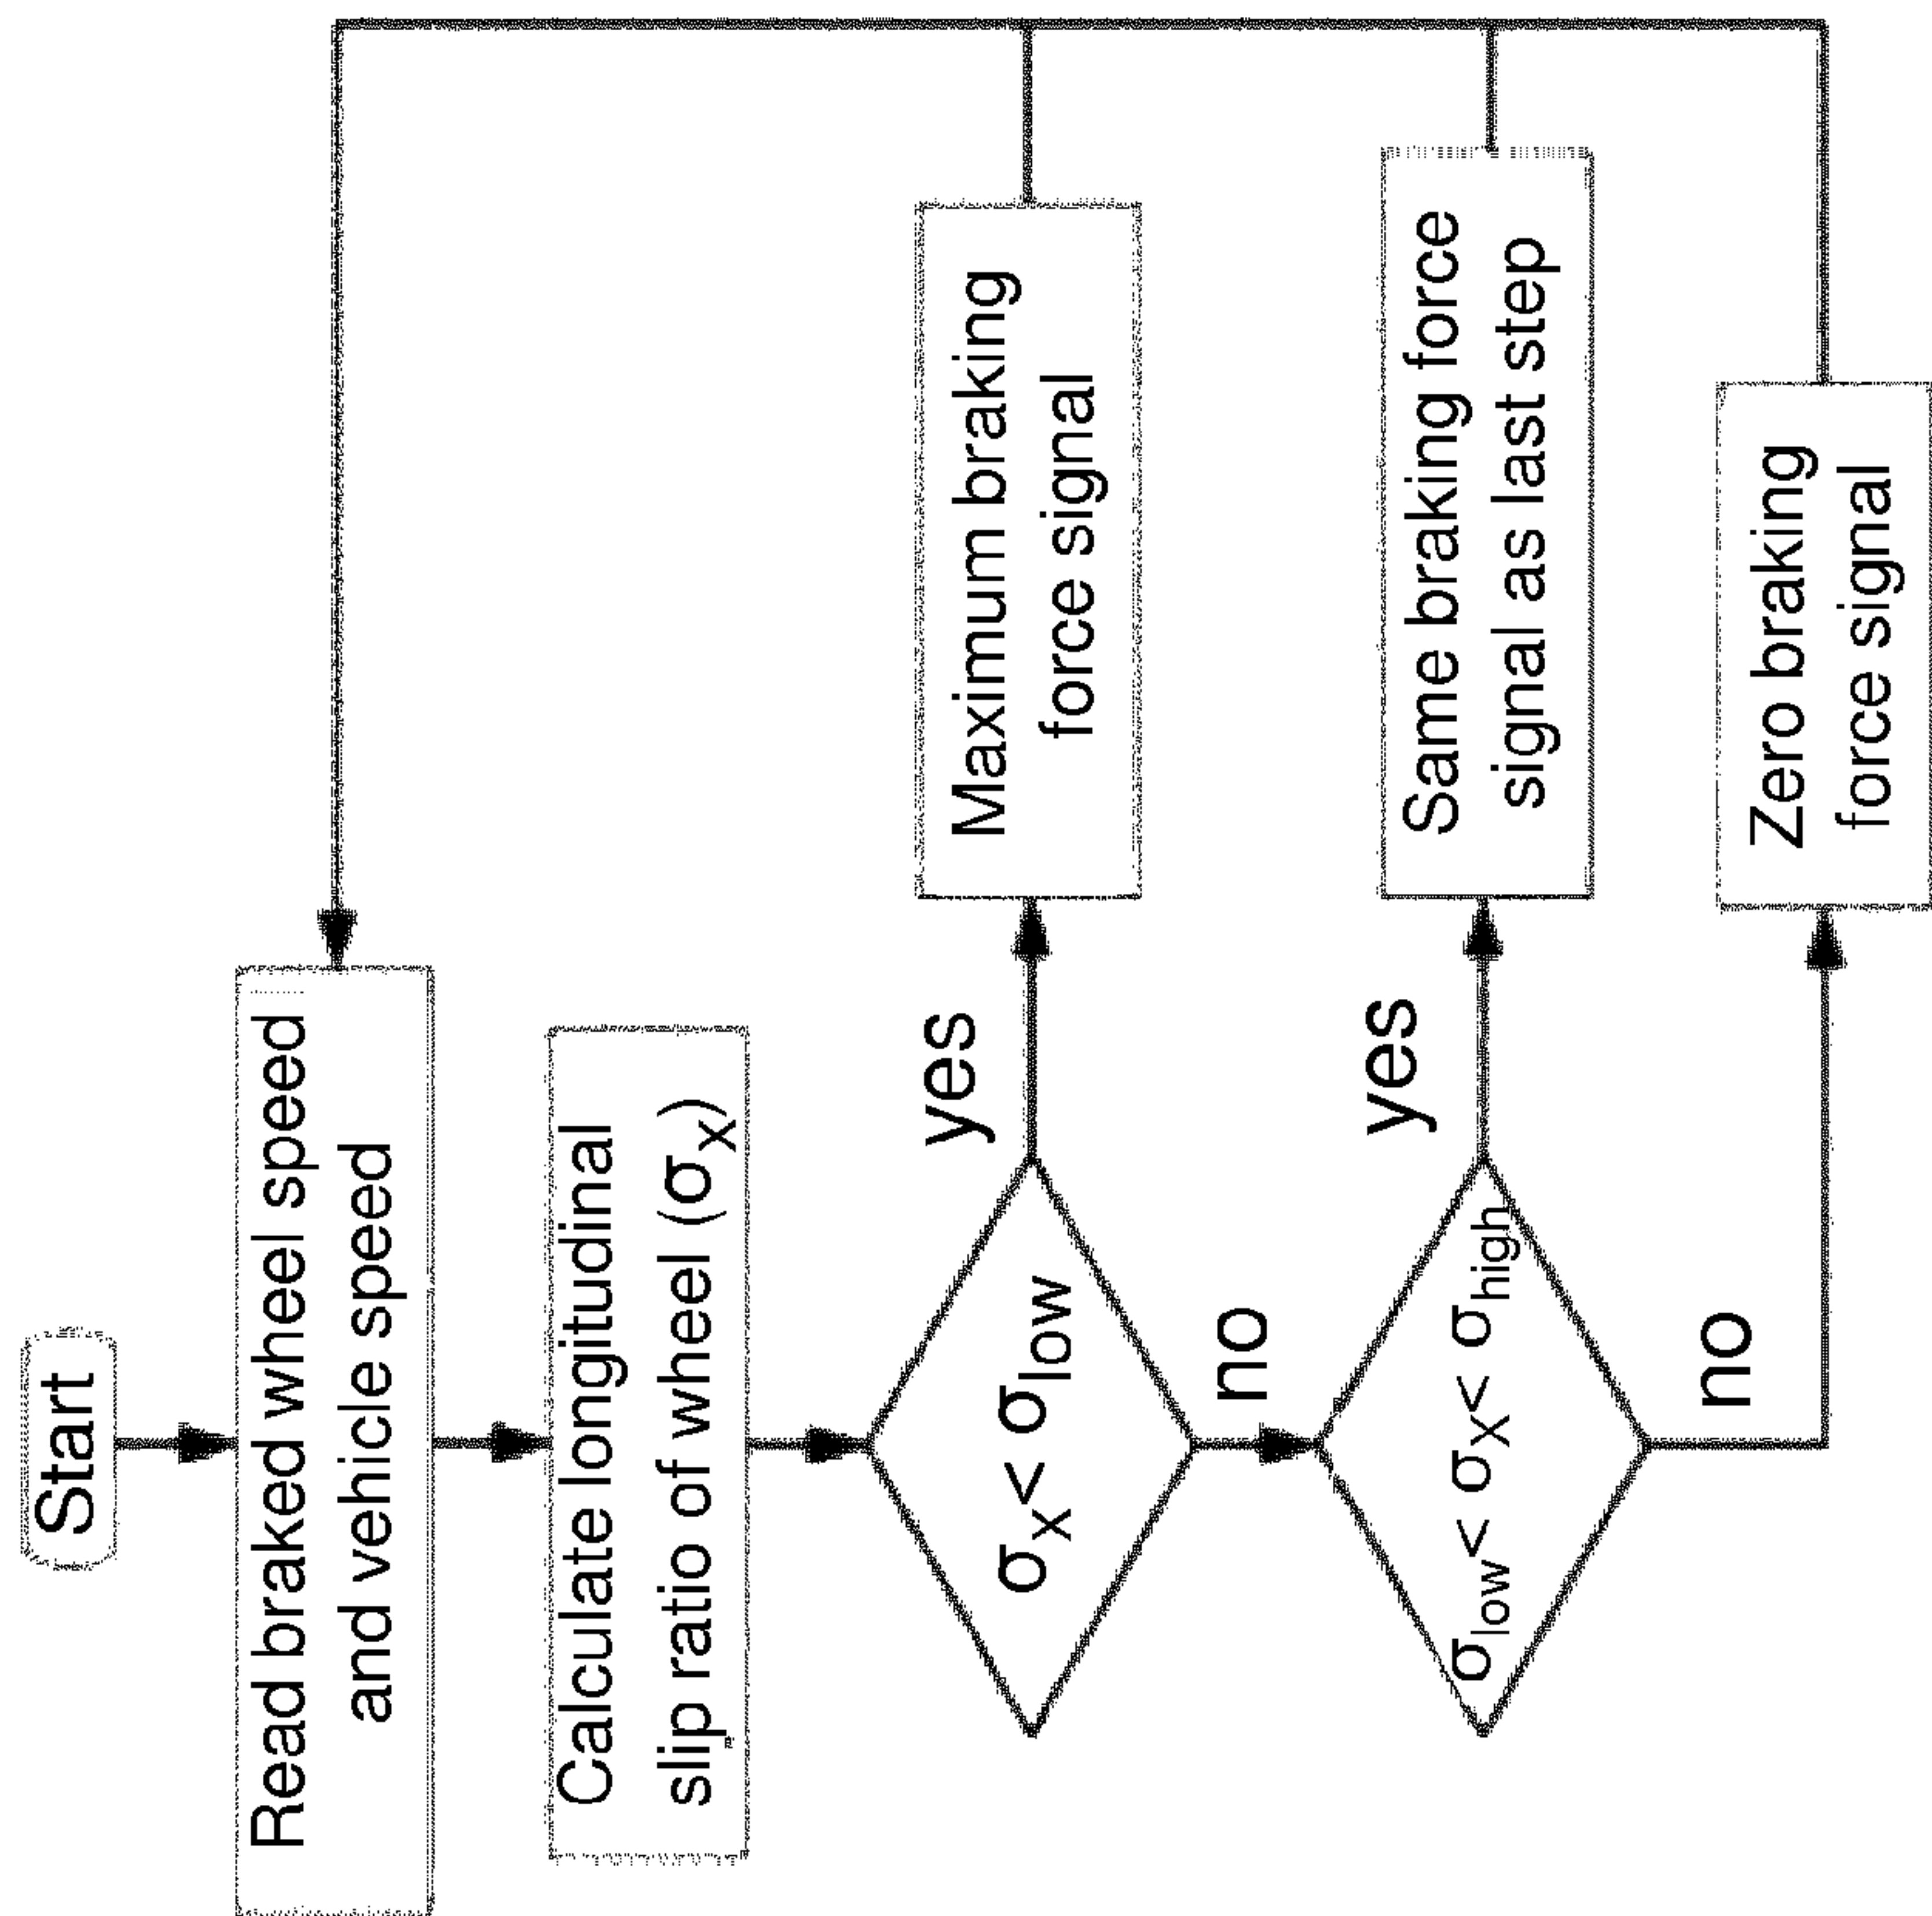 Start
Read braked wheel speed
and vehicle speed
Calculate longitudinal
slip ratio of wheel (σx)
σx< σlow
yes
Maximum braking
force signal
no
σlow< σx< σhigh
yes
Same braking force
signal as last step
no
Zero braking
force signal